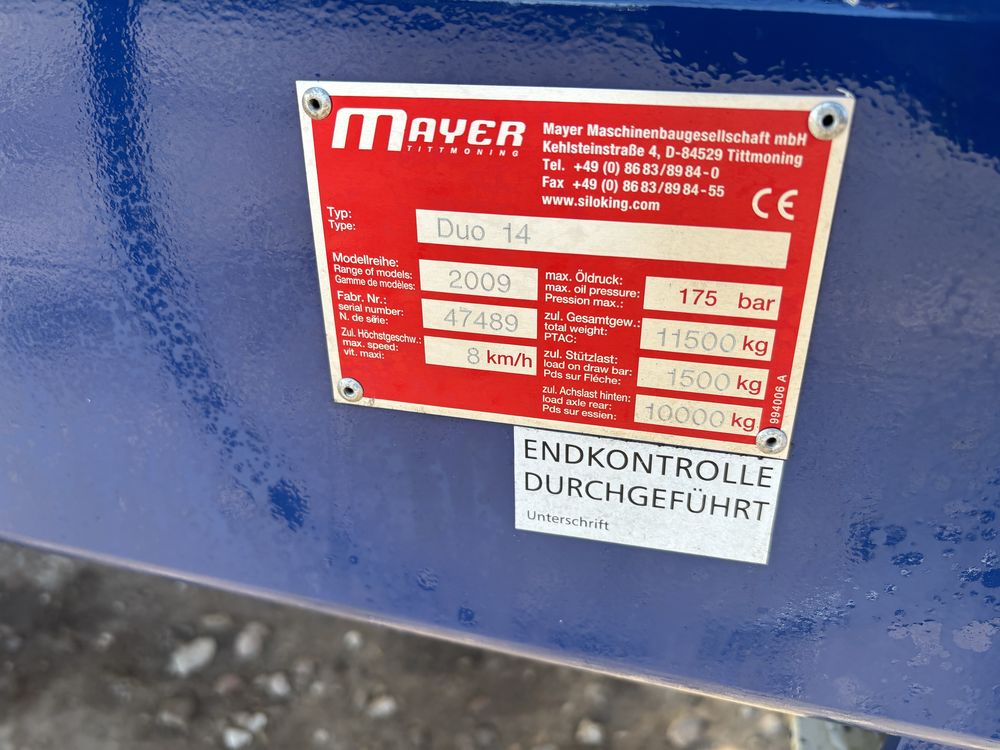 MAYER
TITTMONING
Mayer Maschinenbaugesellschaft mbH
Kehlsteinstraße 4, D-84529 Tittmoning
Tel. +49 (0) 86 83/89 84-0
Fax +49 (0) 86 83/89 84-55
www.siloking.com
CE
Typ:
Type:
Duo 14
Modellreihe:
Range of models:
Gamme de modèles:
2009
Fabr. Nr.:
serial number:
N. de série:
47489
Zul. Höchstgeschw.:
max. speed:
vit. maxi:
8 km/h
max. Öldruck:
max. oil pressure:
Pression max.:
175 bar
zul. Gesamtgew.:
total weight:
PTAC:
11500 kg
zul. Stützlast:
load on draw bar:
Pds sur Fléche:
1500 kg
zul. Achslast hinten:
load axle rear:
Pds sur essien:
10000 kg
994006 A
ENDKONTROLLE
DURCHGEFÜHRT
Unterschrift